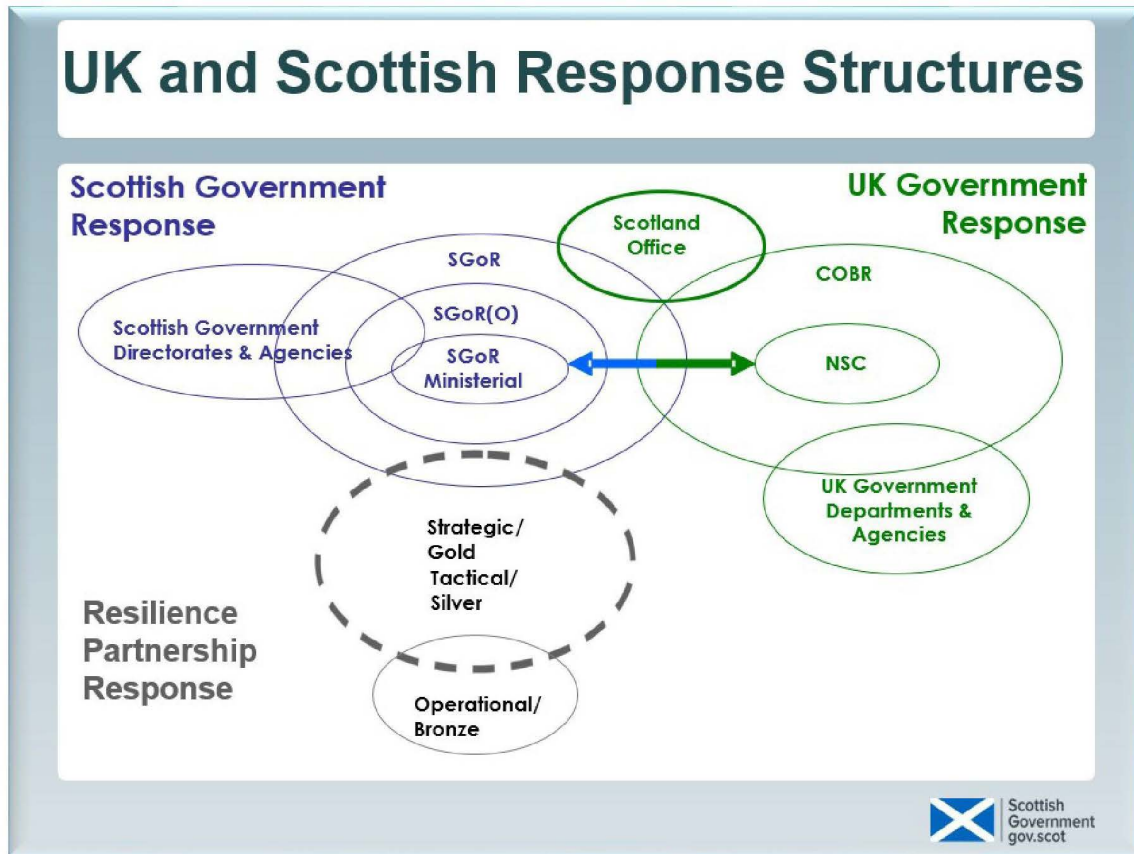 UK and Scottish Response Structures
Scottish Government
Response
UK Government
Response
Scotland
Office
SGoR
COBR
SGoR(O)
Scottish Government
Directorates & Agencies
SGoR
Ministerial
NSC
UK Government
Departments &
Agencies
Strategic/
Gold
Tactical/
Silver
Resilience
Partnership
Response
Operational/
Bronze
Scottish
Government
gov.scot